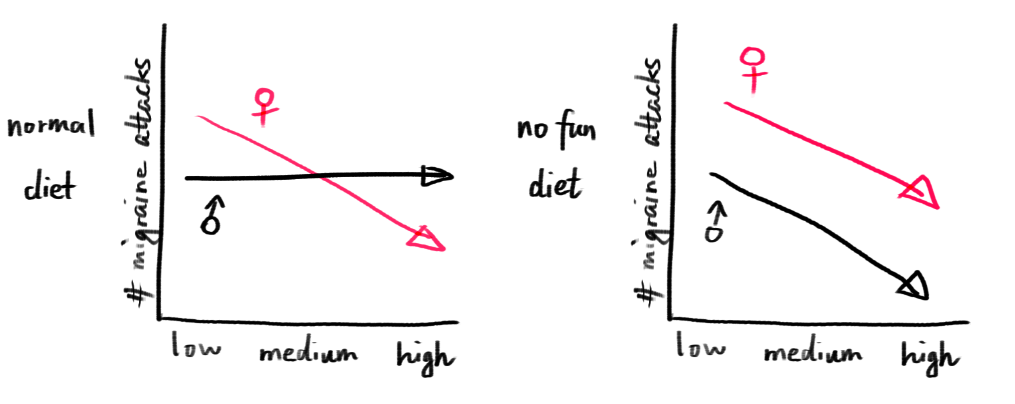 normal
diet
# migraine attacks
♀
♂
low medium high
no fun
diet
# migraine attacks
♀
♂
low medium high